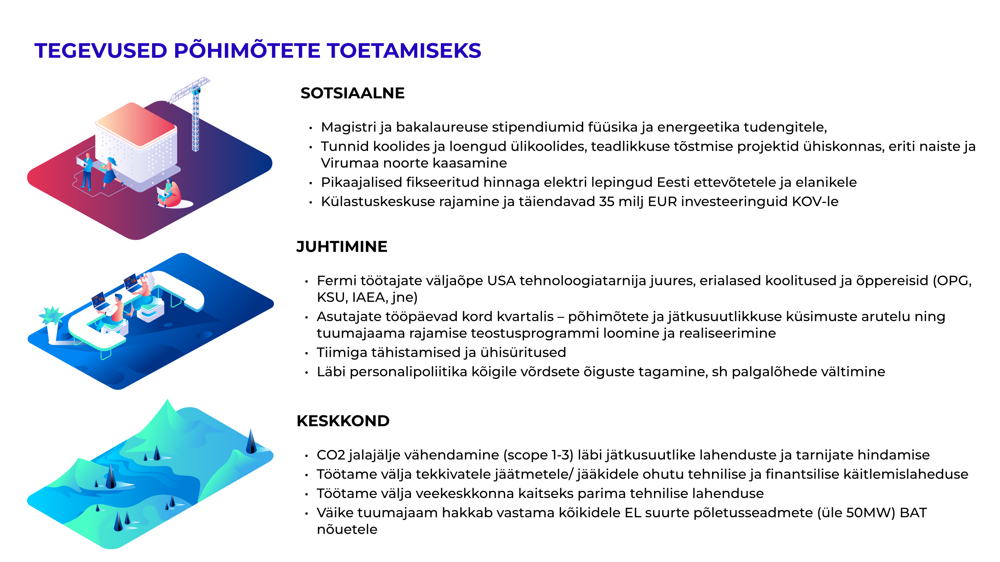 TEGEVUSED PÕHIMÕTETE TOETAMISEKS
SOTSIAALNE
• Magistri ja bakalaureuse stipendiumid füüsika ja energeetika tudengitele,
• Tunnid koolides ja loengud ülikoolides, teadlikkuse tõstmise projektid ühiskonnas, eriti naiste ja
Virumaa noorte kaasamine
• Pikaajalised fikseeritud hinnaga elektri lepingud Eesti ettevõtetele ja elanikele
• Külastuskeskuse rajamine ja täiendavad 35 milj EUR investeeringuid KOV-le
JUHTIMINE
• Fermi töötajate väljaõpe USA tehnoloogiatarnija juures, erialased koolitused ja õppereisid (OPG,
KSU, IAEA, jne)
• Asutajate tööpäevad kord kvartalis – põhimõtete ja jätkusuutlikkuse küsimuste arutelu ning
tuumajaama rajamise teostusprogrammi loomine ja realiseerimine
• Tiimiga tähistamised ja ühisüritused
• Läbi personalipoliitika kõigile võrdsete õiguste tagamine, sh palgalõhede vältimine
KESKKOND
• CO2 jalajälje vähendamine (scope 1-3) läbi jätkusuutlike lahenduste ja tarnijate hindamise
• Töötame välja tekkivatele jäätmetele/ jääkidele ohutu tehnilise ja finantsilise käitlemislaheduse
• Töötame välja veekeskkonna kaitseks parima tehnilise lahenduse
• Väike tuumajaam hakkab vastama kõikidele EL suurte põletusseadmete (üle 50MW) BAT
nõuetele